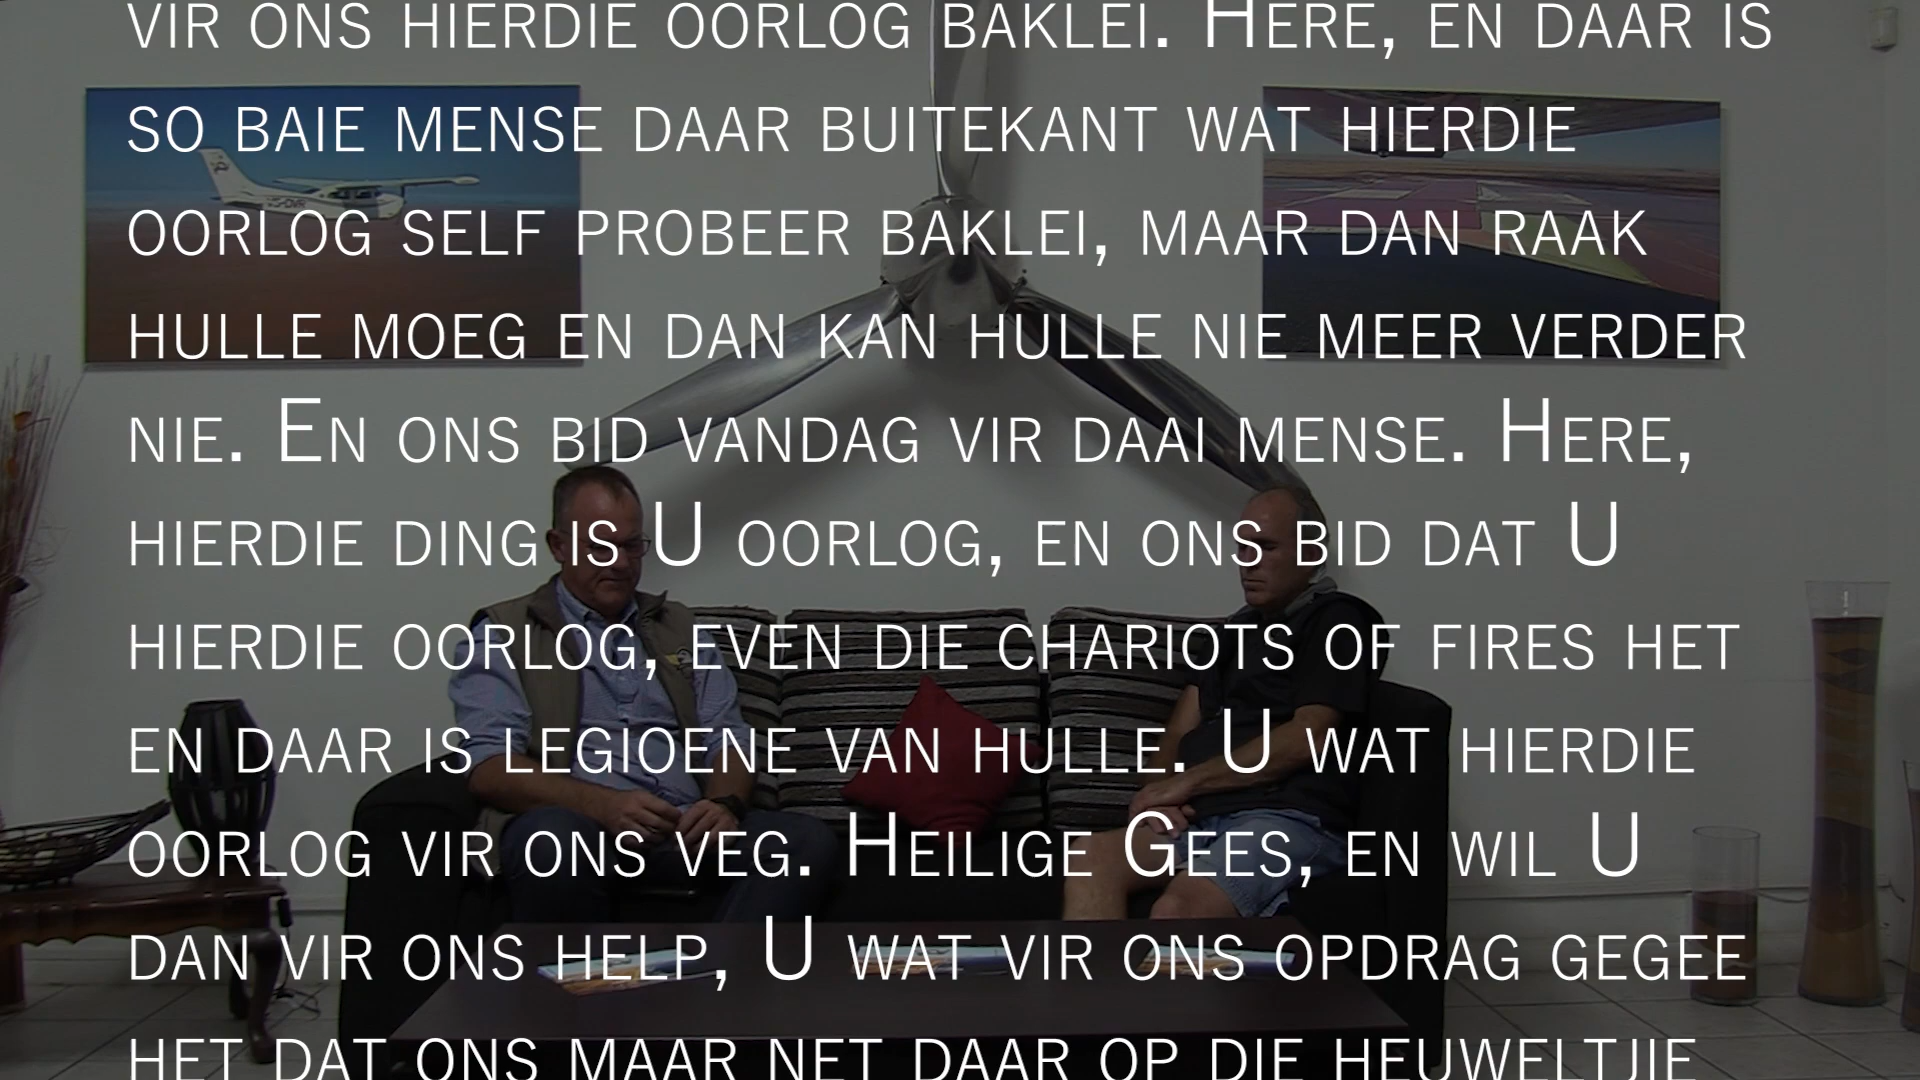 VIR ONS HIERDIE OORLOG BAKLEI. HERE, EN DAAR IS
SO BAIE MENSE DAAR BUITEKANT WAT HIERDIE
OORLOG SELF PROBEER BAKLEI, MAAR DAN RAAK
HULLE MOEG EN DAN KAN HULLE NIE MEER VERDER
NIE. EN ONS BID VANDAG VIR DAAI MENSE. HERE,
HIERDIE DING IS U OORLOG, EN ONS BID DAT U
HIERDIE OORLOG, EVEN DIE CHARIOTS OF FIRES HET
EN DAAR IS LEGIOENE VAN HULLE. U WAT HIERDIE
OORLOG VIR ONS VEG. HEILIGE GEES, EN WIL U
DAN VIR ONS HELP, U WAT VIR ONS OPDRAG GEGEE
HET DAT ONS MAAR NET DAAR OP DIE HEUWELTJIE